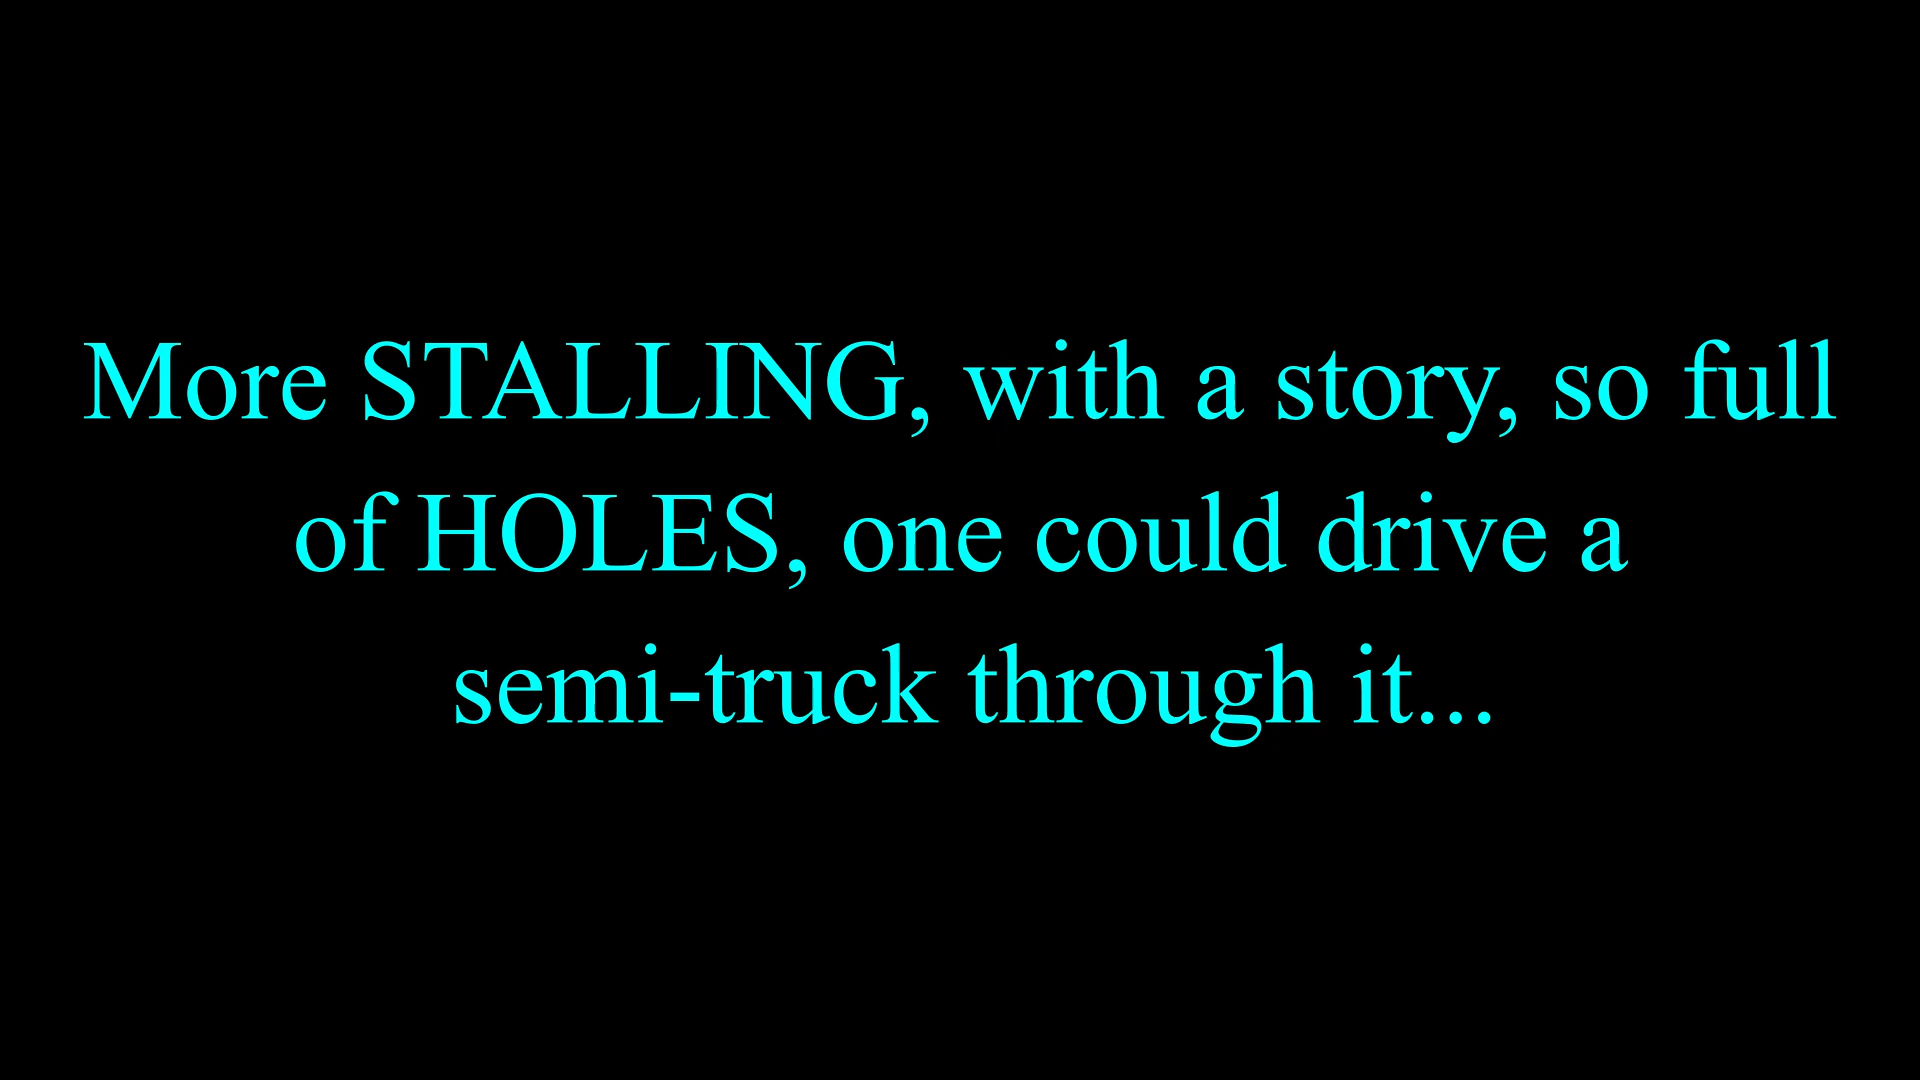 More STALLING, with a story, so full
of HOLES, one could drive a
semi-truck through it...